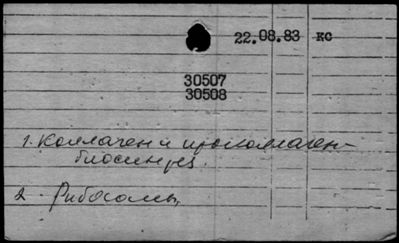 22.08.83 кс
30507
30508
1. Коллаген и проколлаген-
биосинтез.
2. Рибосомы